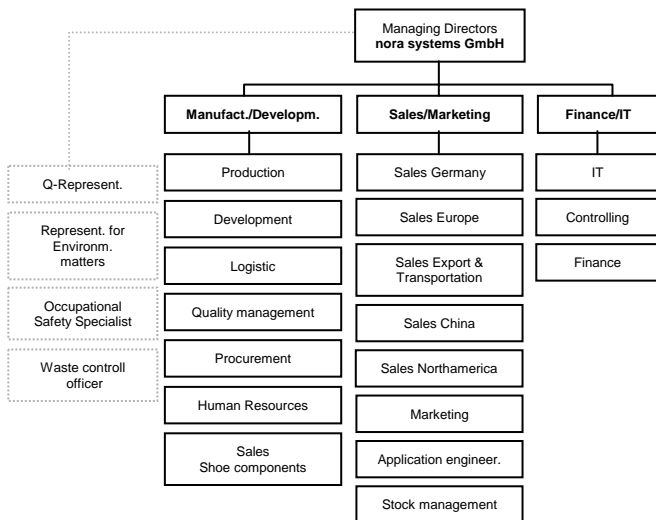 Managing Directors
nora systems GmbH
Manufact./Developm.
Sales/Marketing
Finance/IT
Q-Represent.
Represent. for
Environm.
matters
Occupational
Safety Specialist
Waste controll
officer
Production
Development
Logistic
Quality management
Procurement
Human Resources
Sales
Shoe components
Sales Germany
Sales Europe
Sales Export &
Transportation
Sales China
Sales Northamerica
Marketing
Application engineer.
Stock management
IT
Controlling
Finance